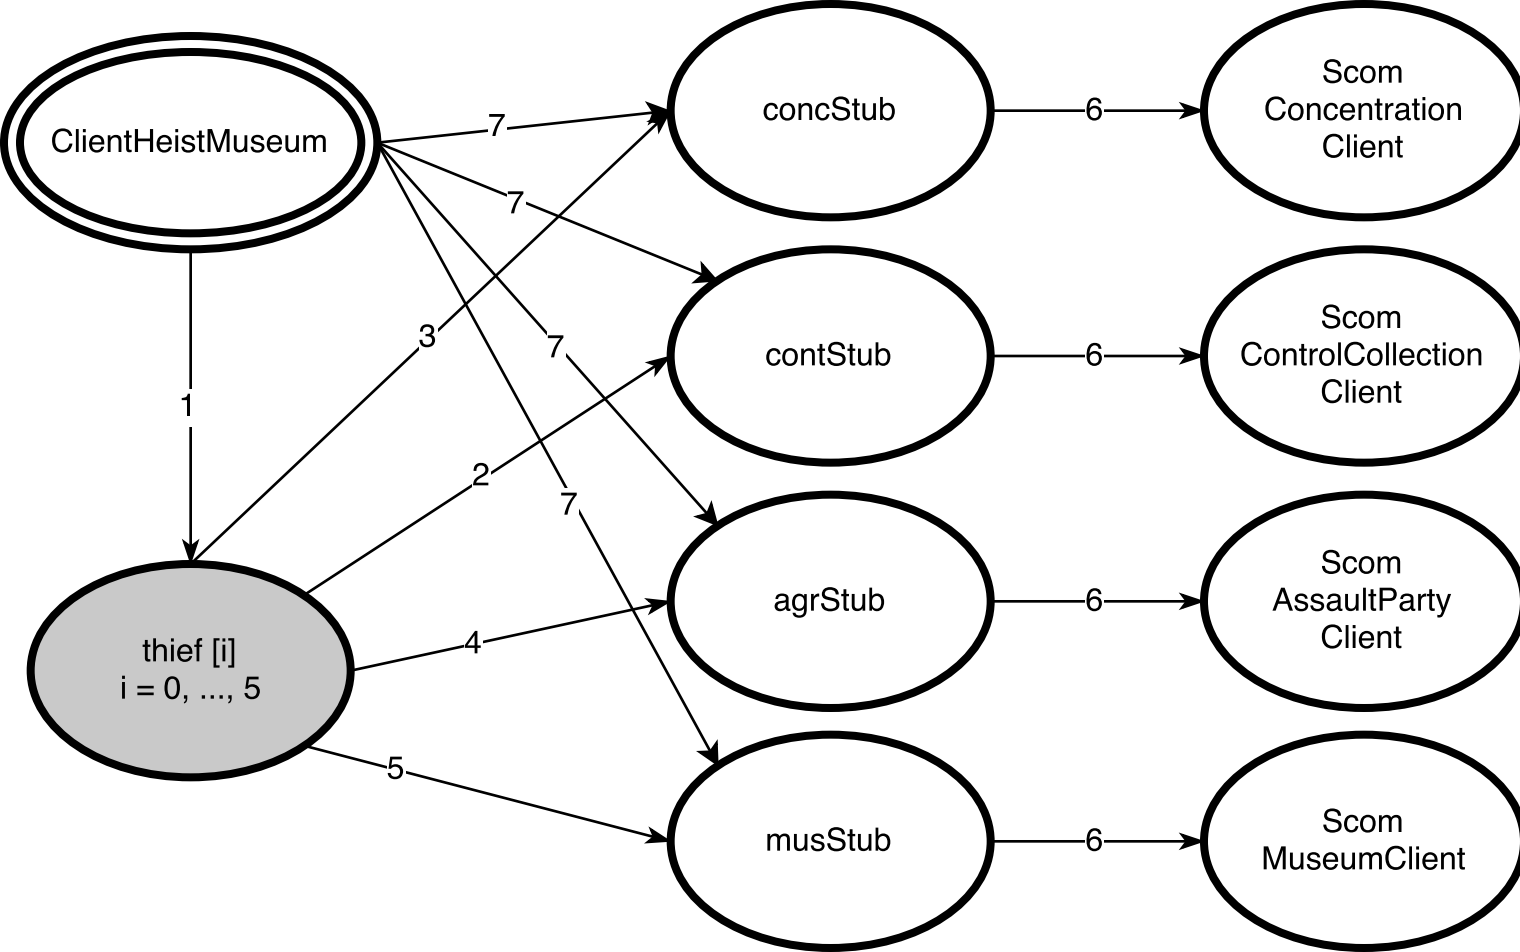 ClientHeistMuseum
7
concStub
6
Scom
Concentration
Client
7
3
7
contStub
6
Scom
ControlCollection
Client
1
2
7
thief [i]
i = 0, ..., 5
4
agrStub
6
Scom
AssaultParty
Client
5
musStub
6
Scom
MuseumClient